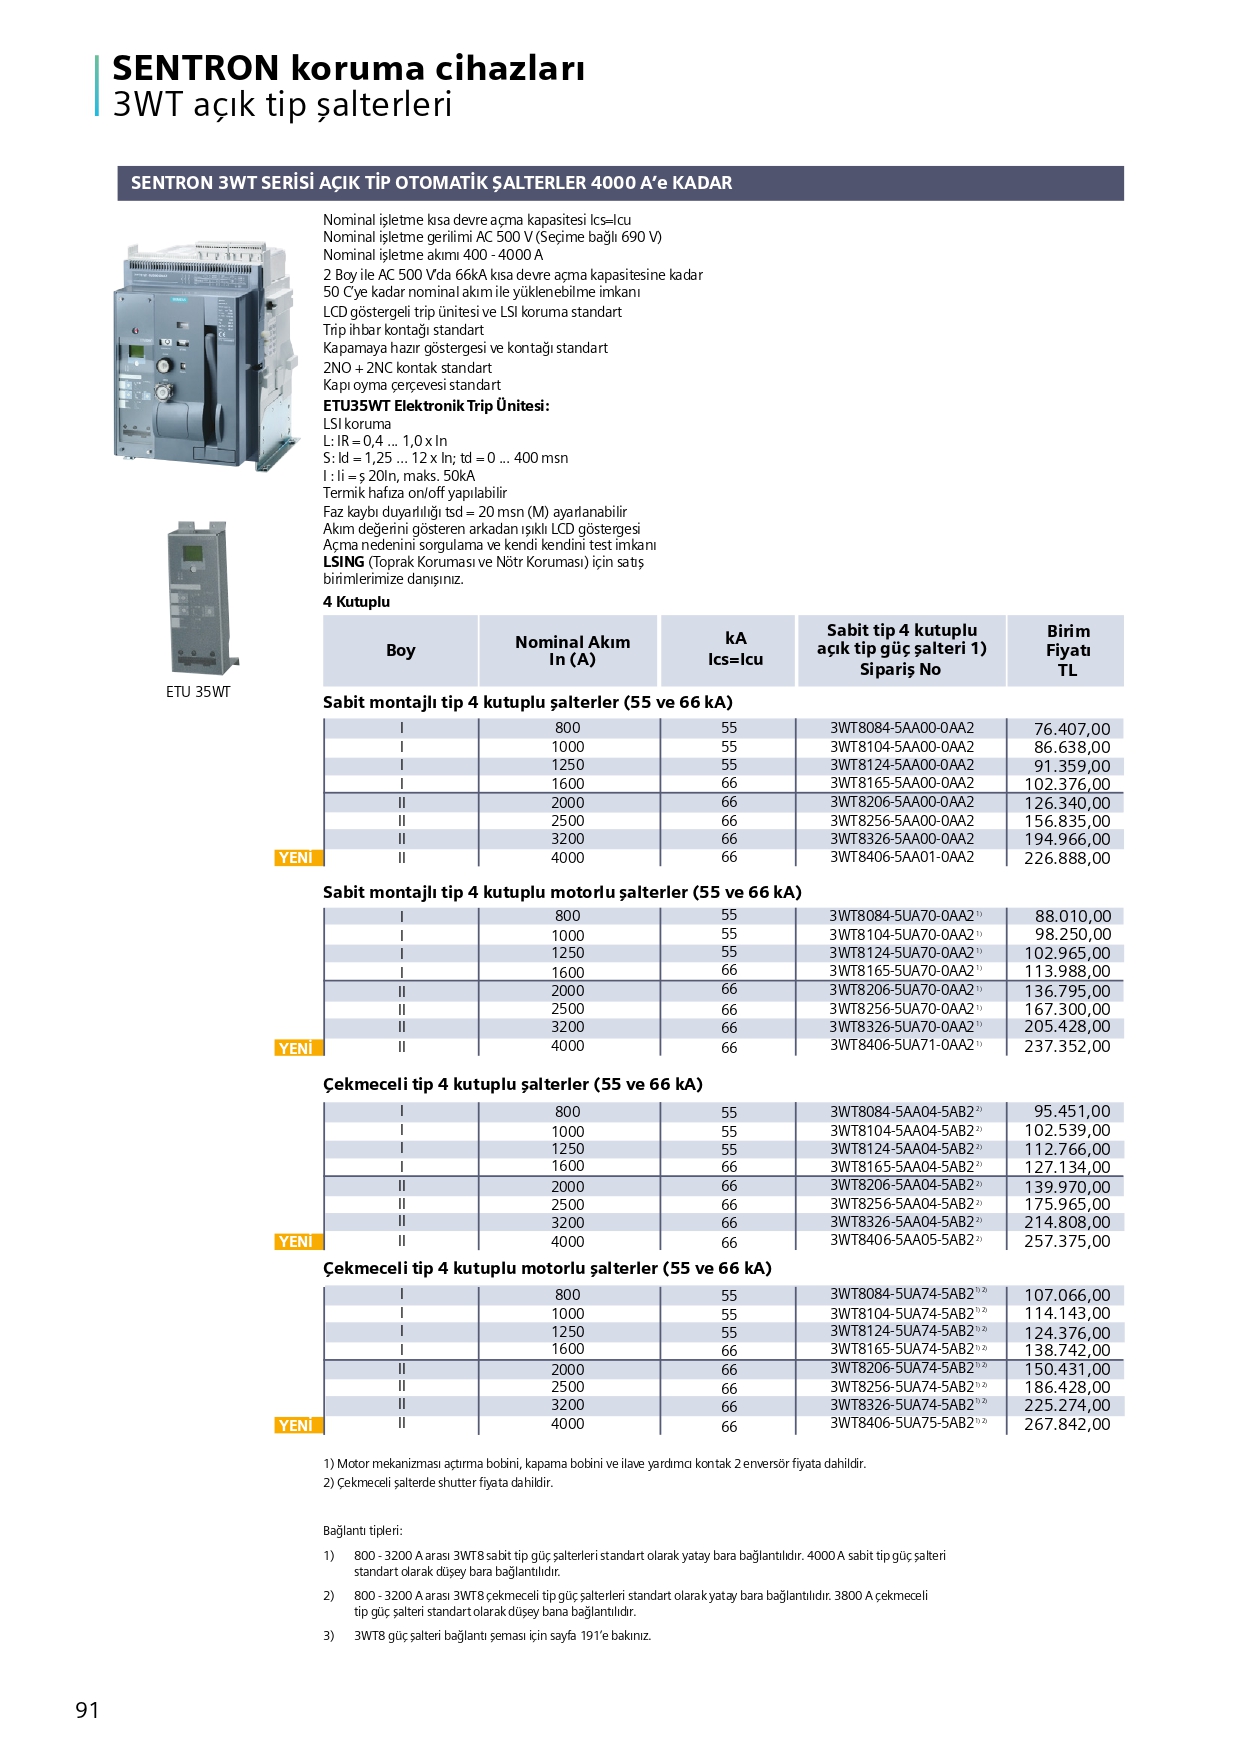 SENTRON koruma cihazları
3WT açık tip şalterleri
SENTRON 3WT SERİSİ AÇIK TİP OTOMATİK ŞALTERLER 4000 A’e KADAR
Nominal işletme kısa devre açma kapasitesi Ics=Icu
Nominal işletme gerilimi AC 500 V (Seçime bağlı 690 V)
Nominal işletme akımı 400 - 4000 A
2 Boy ile AC 500 V’da 66kA kısa devre açma kapasitesine kadar
50 C’ye kadar nominal akım ile yüklenebilme imkanı
LCD göstergeli trip ünitesi ve LSI koruma standart
Trip ihbar kontağı standart
Kapamaya hazır göstergesi ve kontağı standart
2NO + 2NC kontak standart
Kapı oyma çerçevesi standart
ETU35WT Elektronik Trip Ünitesi:
LSI koruma
L: IR = 0,4 ... 1,0 x In
S: Id = 1,25 ... 12 x In; td = 0 ... 400 msn
I : Ii = ş 20In, maks. 50kA
Termik hafıza on/off yapılabilir
Faz kaybı duyarlılığı tsd = 20 msn (M) ayarlanabilir
Akım değerini gösteren arkadan ışıklı LCD göstergesi
Açma nedenini sorgulama ve kendi kendini test imkanı
LSING (Toprak Koruması ve Nötr Koruması) için satış
birimlerimize danışınız.
ETU 35WT
4 Kutuplu
Boy Nominal Akım In (A) kA Ics=Icu Sabit tip 4 kutuplu açık tip güç şalteri 1) Sipariş No Birim Fiyatı TL
Sabit montajlı tip 4 kutuplu şalterler (55 ve 66 kA)
I 800 55 3WT8084-5AA00-0AA2 76.407,00
I 1000 55 3WT8104-5AA00-0AA2 86.638,00
I 1250 55 3WT8124-5AA00-0AA2 91.359,00
I 1600 66 3WT8165-5AA00-0AA2 102.376,00
II 2000 66 3WT8206-5AA00-0AA2 126.340,00
II 2500 66 3WT8256-5AA00-0AA2 156.835,00
II 3200 66 3WT8326-5AA00-0AA2 194.966,00
YENİ II 4000 66 3WT8406-5AA01-0AA2 226.888,00
Sabit montajlı tip 4 kutuplu motorlu şalterler (55 ve 66 kA)
I 800 55 3WT8084-5UA70-0AA2 1) 88.010,00
I 1000 55 3WT8104-5UA70-0AA2 1) 98.250,00
I 1250 55 3WT8124-5UA70-0AA2 1) 102.965,00
I 1600 66 3WT8165-5UA70-0AA2 1) 113.988,00
II 2000 66 3WT8206-5UA70-0AA2 1) 136.795,00
II 2500 66 3WT8256-5UA70-0AA2 1) 167.300,00
II 3200 66 3WT8326-5UA70-0AA2 1) 205.428,00
YENİ II 4000 66 3WT8406-5UA71-0AA2 1) 237.352,00
Çekmeceli tip 4 kutuplu şalterler (55 ve 66 kA)
I 800 55 3WT8084-5AA04-5AB2 2) 95.451,00
I 1000 55 3WT8104-5AA04-5AB2 2) 102.539,00
I 1250 55 3WT8124-5AA04-5AB2 2) 112.766,00
I 1600 66 3WT8165-5AA04-5AB2 2) 127.134,00
II 2000 66 3WT8206-5AA04-5AB2 2) 139.970,00
II 2500 66 3WT8256-5AA04-5AB2 2) 175.965,00
II 3200 66 3WT8326-5AA04-5AB2 2) 214.808,00
YENİ II 4000 66 3WT8406-5AA05-5AB2 2) 257.375,00
Çekmeceli tip 4 kutuplu motorlu şalterler (55 ve 66 kA)
I 800 55 3WT8084-5UA74-5AB2 1) 2) 107.066,00
I 1000 55 3WT8104-5UA74-5AB2 1) 2) 114.143,00
I 1250 55 3WT8124-5UA74-5AB2 1) 2) 124.376,00
I 1600 66 3WT8165-5UA74-5AB2 1) 2) 138.742,00
II 2000 66 3WT8206-5UA74-5AB2 1) 2) 150.431,00
II 2500 66 3WT8256-5UA74-5AB2 1) 2) 186.428,00
II 3200 66 3WT8326-5UA74-5AB2 1) 2) 225.274,00
YENİ II 4000 66 3WT8406-5UA75-5AB2 1) 2) 267.842,00
1) Motor mekanizması açtırma bobini, kapama bobini ve ilave yardımcı kontak 2 enversör fiyata dahildir.
2) Çekmeceli şalterde shutter fiyata dahildir.
Bağlantı tipleri:
1) 800 - 3200 A arası 3WT8 sabit tip güç şalterleri standart olarak yatay bara bağlantılıdır. 4000 A sabit tip güç şalteri
standart olarak düşey bara bağlantılıdır.
2) 800 - 3200 A arası 3WT8 çekmeceli tip güç şalterleri standart olarak yatay bara bağlantılıdır. 3800 A çekmeceli
tip güç şalteri standart olarak düşey bana bağlantılıdır.
3) 3WT8 güç şalteri bağlantı şeması için sayfa 191’e bakınız.
91